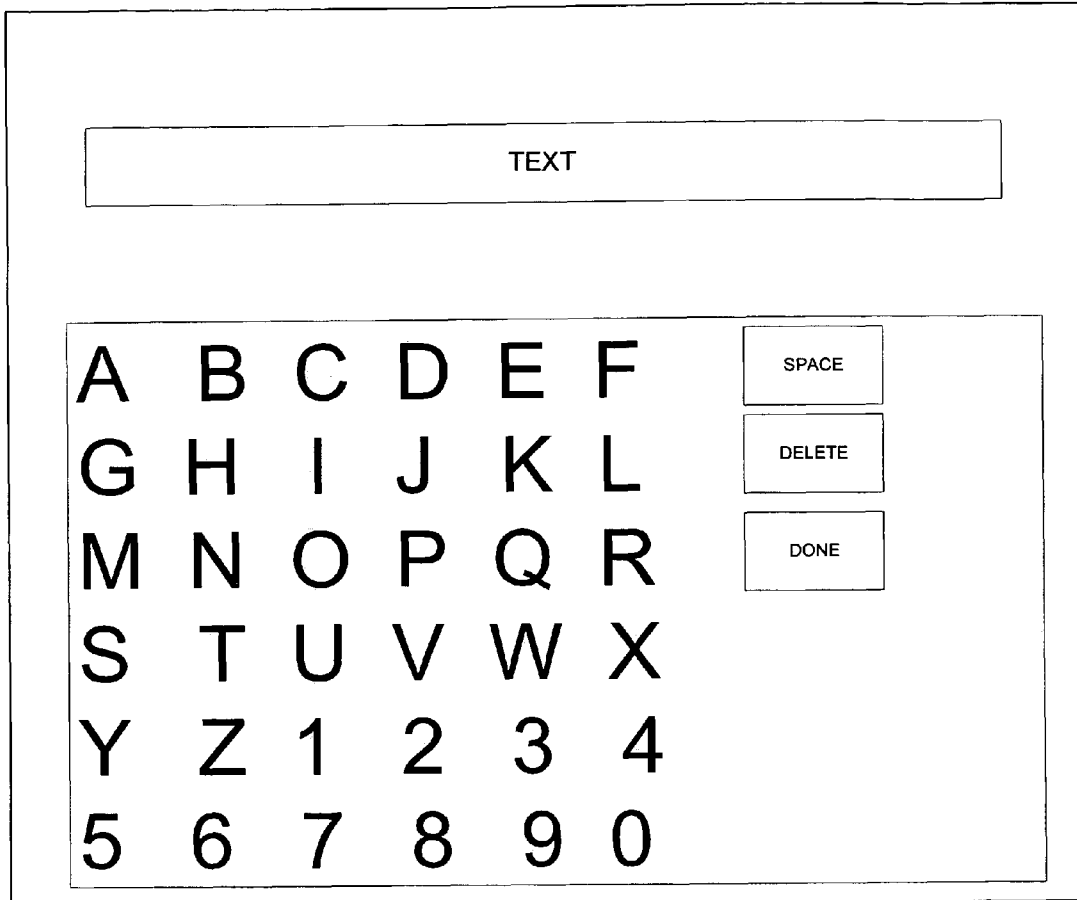 TEXT
A B C D E F SPACE
G H I J K L DELETE
M N O P Q R DONE
S T U V W X
Y Z 1 2 3 4
5 6 7 8 9 0